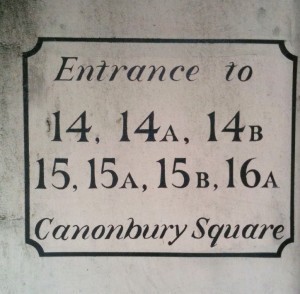 Entrance to
14, 14A, 14B
15, 15A, 15B, 16A
Canonbury Square